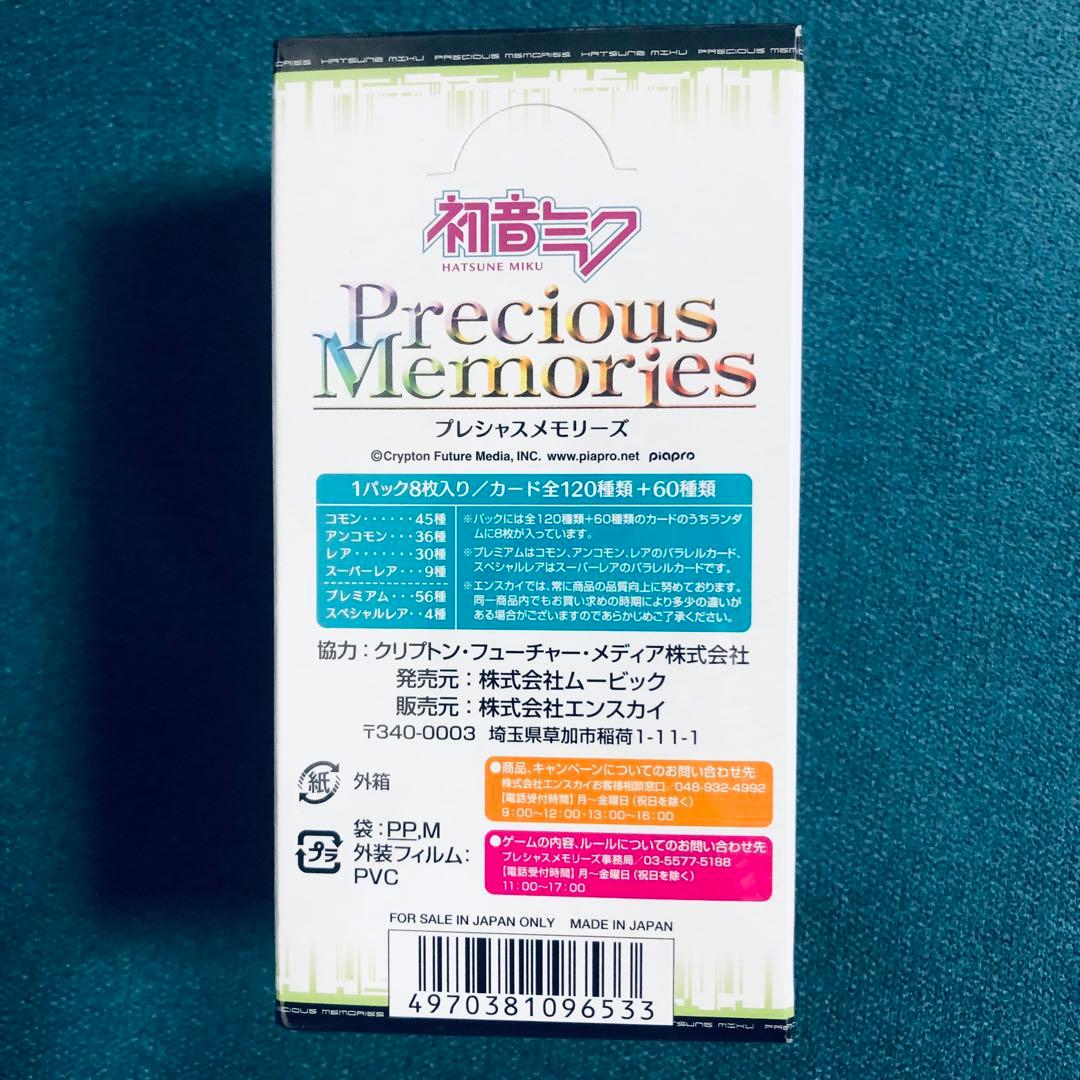 ORIES HATSUNE MIKU PRECIOUS MEMORIES HATSUNE MIKU PRECIOUS MEM
初音ミク
HATSUNE MIKU
Precious
Memories
プレシャスメモリーズ
©Crypton Future Media, INC. www.piapro.net piapro
1パック8枚入り／カード全120種類＋60種類
コモン・・・・・・45種
アンコモン・・・36種
レア・・・・・・・30種
スーパーレア・・9種
プレミアム・・・56種
スペシャルレア・・4種
※パックには全120種類+60種類のカードのうちランダ
ムに8枚が入っています。
※プレミアムはコモン、アンコモン、レアのパラレルカード、
スペシャルレアはスーパーレアのパラレルカードです。
※エンスカイでは、常に商品の品質向上に努めております。
同一商品内でもお買い求めの時期により多少の違いが
ある場合がございますのであらかじめご了承ください。
協力：クリプトン・フューチャー・メディア株式会社
発売元：株式会社ムービック
販売元：株式会社エンスカイ
〒340-0003 埼玉県草加市稲荷1-11-1
紙 外箱
プラ
袋：PP,M
外装フィルム：
PVC
●商品、キャンペーンについてのお問い合わせ先
株式会社エンスカイお客様相談窓口／048-932-4992
【電話受付時間】月～金曜日（祝日を除く）
9：00～12：00・13：00～16：00
●ゲームの内容、ルールについてのお問い合わせ先
プレシャスメモリーズ事務局／03-5577-5188
【電話受付時間】月～金曜日（祝日を除く）
11：00～17：00
FOR SALE IN JAPAN ONLY MADE IN JAPAN
4970381096533
CIOUS MEMORIES
TSUNE MIKU PRE